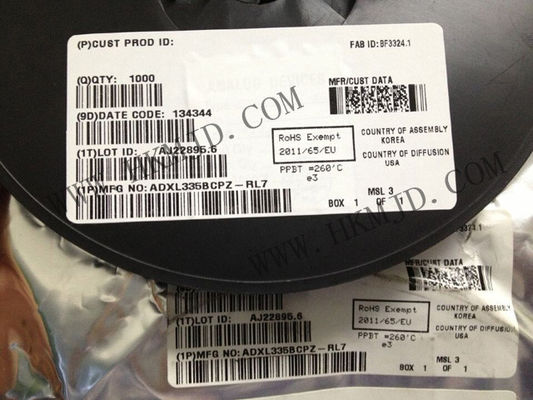 (P)CUST PROD ID:
FAB ID:BF3324.1
(Q)QTY: 1000
MFR/CUST DATA
(9D)DATE CODE: 134344
RoHS Exempt
2011/65/EU
COUNTRY OF ASSEMBLY
KOREA
(1T)LOT ID: AJ22895.6
COUNTRY OF DIFFUSION
USA
PPBT =260°C
e3
(1P)MFG NO: ADXL335BCPZ-RL7
MSL 3
BOX 1 OF 1
WWW.HKMJD.COM
WWW.HKMJD.COM
MFR/CUST DATA
RoHS Exempt
2011/65/EU
COUNTRY OF ASSEMBLY
KOREA
(1T)LOT ID: AJ22895.6
COUNTRY OF DIFFUSION
USA
PPBT =260°C
e3
(1P)MFG NO: ADXL335BCPZ-RL7
MSL 3
BOX 1 OF 1